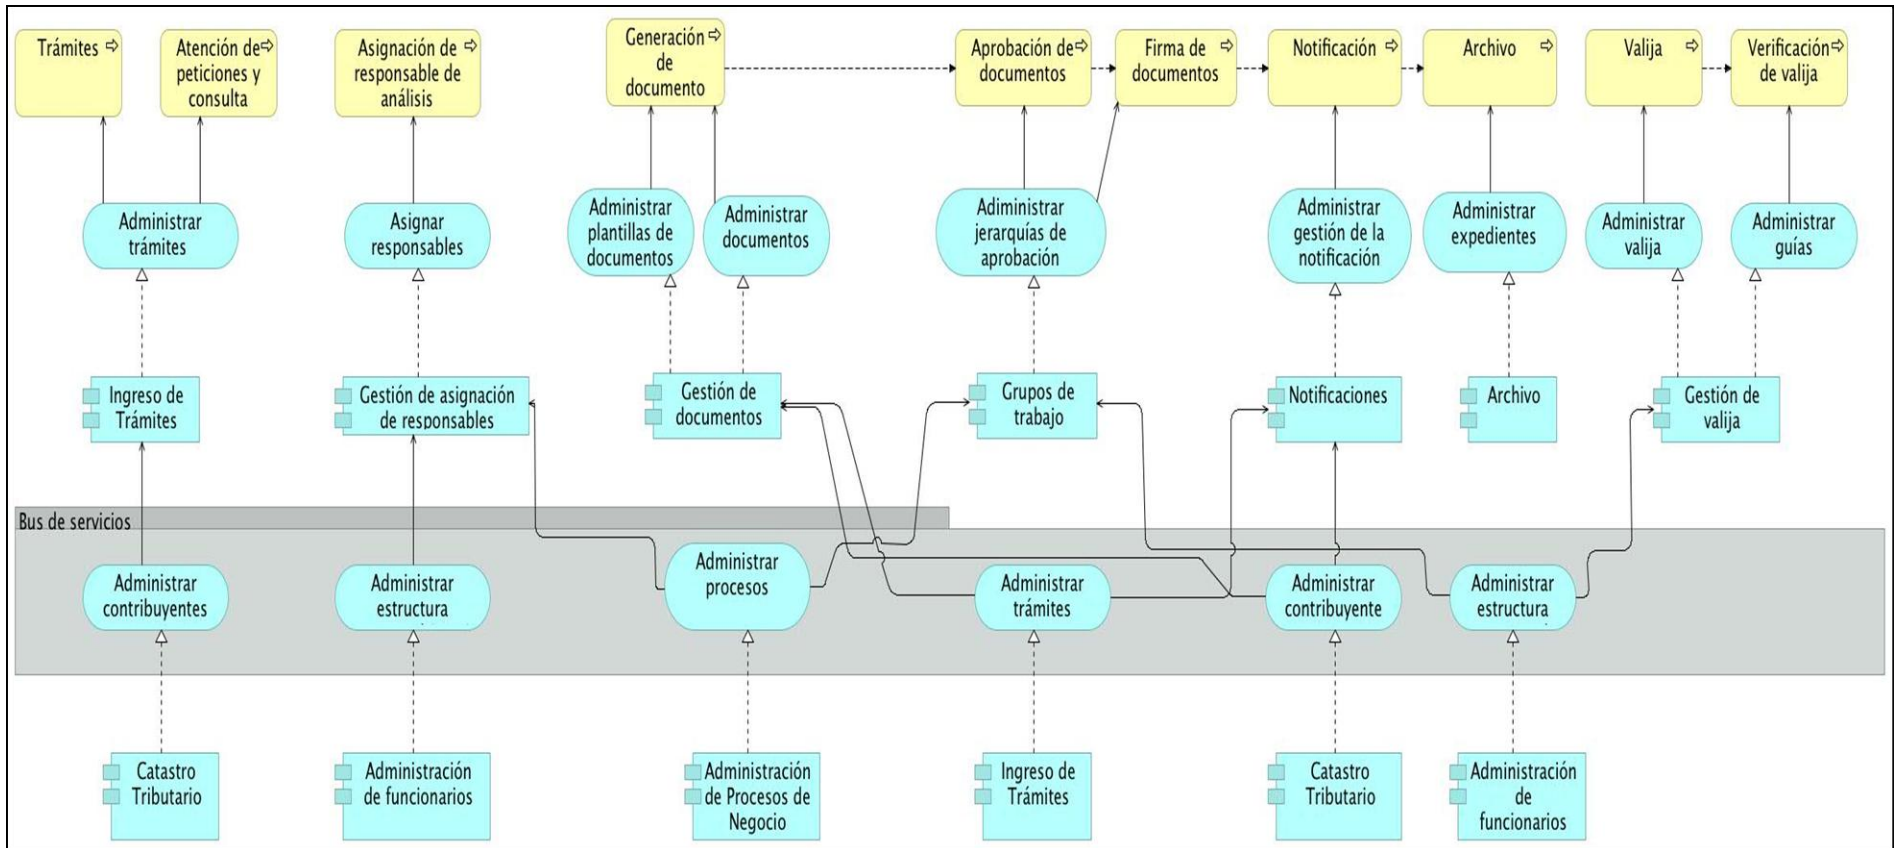 Trámites
Atención de
peticiones y
consulta
Asignación de
responsable de
análisis
Generación
de
documento
Aprobación de
documentos
Firma de
documentos
Notificación
Archivo
Valija
Verificación
de valija
Administrar
trámites
Asignar
responsables
Administrar
plantillas de
documentos
Administrar
documentos
Adiministrar
jerarquías de
aprobación
Administrar
gestión de la
notificación
Administrar
expedientes
Administrar
valija
Administrar
guías
Ingreso de
Trámites
Gestión de asignación
de responsables
Gestión de
documentos
Grupos de
trabajo
Notificaciones
Archivo
Gestión de
valija
Bus de servicios
Administrar
contribuyentes
Administrar
estructura
Administrar
procesos
Administrar
trámites
Administrar
contribuyente
Administrar
estructura
Catastro
Tributario
Administración
de funcionarios
Administración
de Procesos de
Negocio
Ingreso de
Trámites
Catastro
Tributario
Administración
de
funcionarios